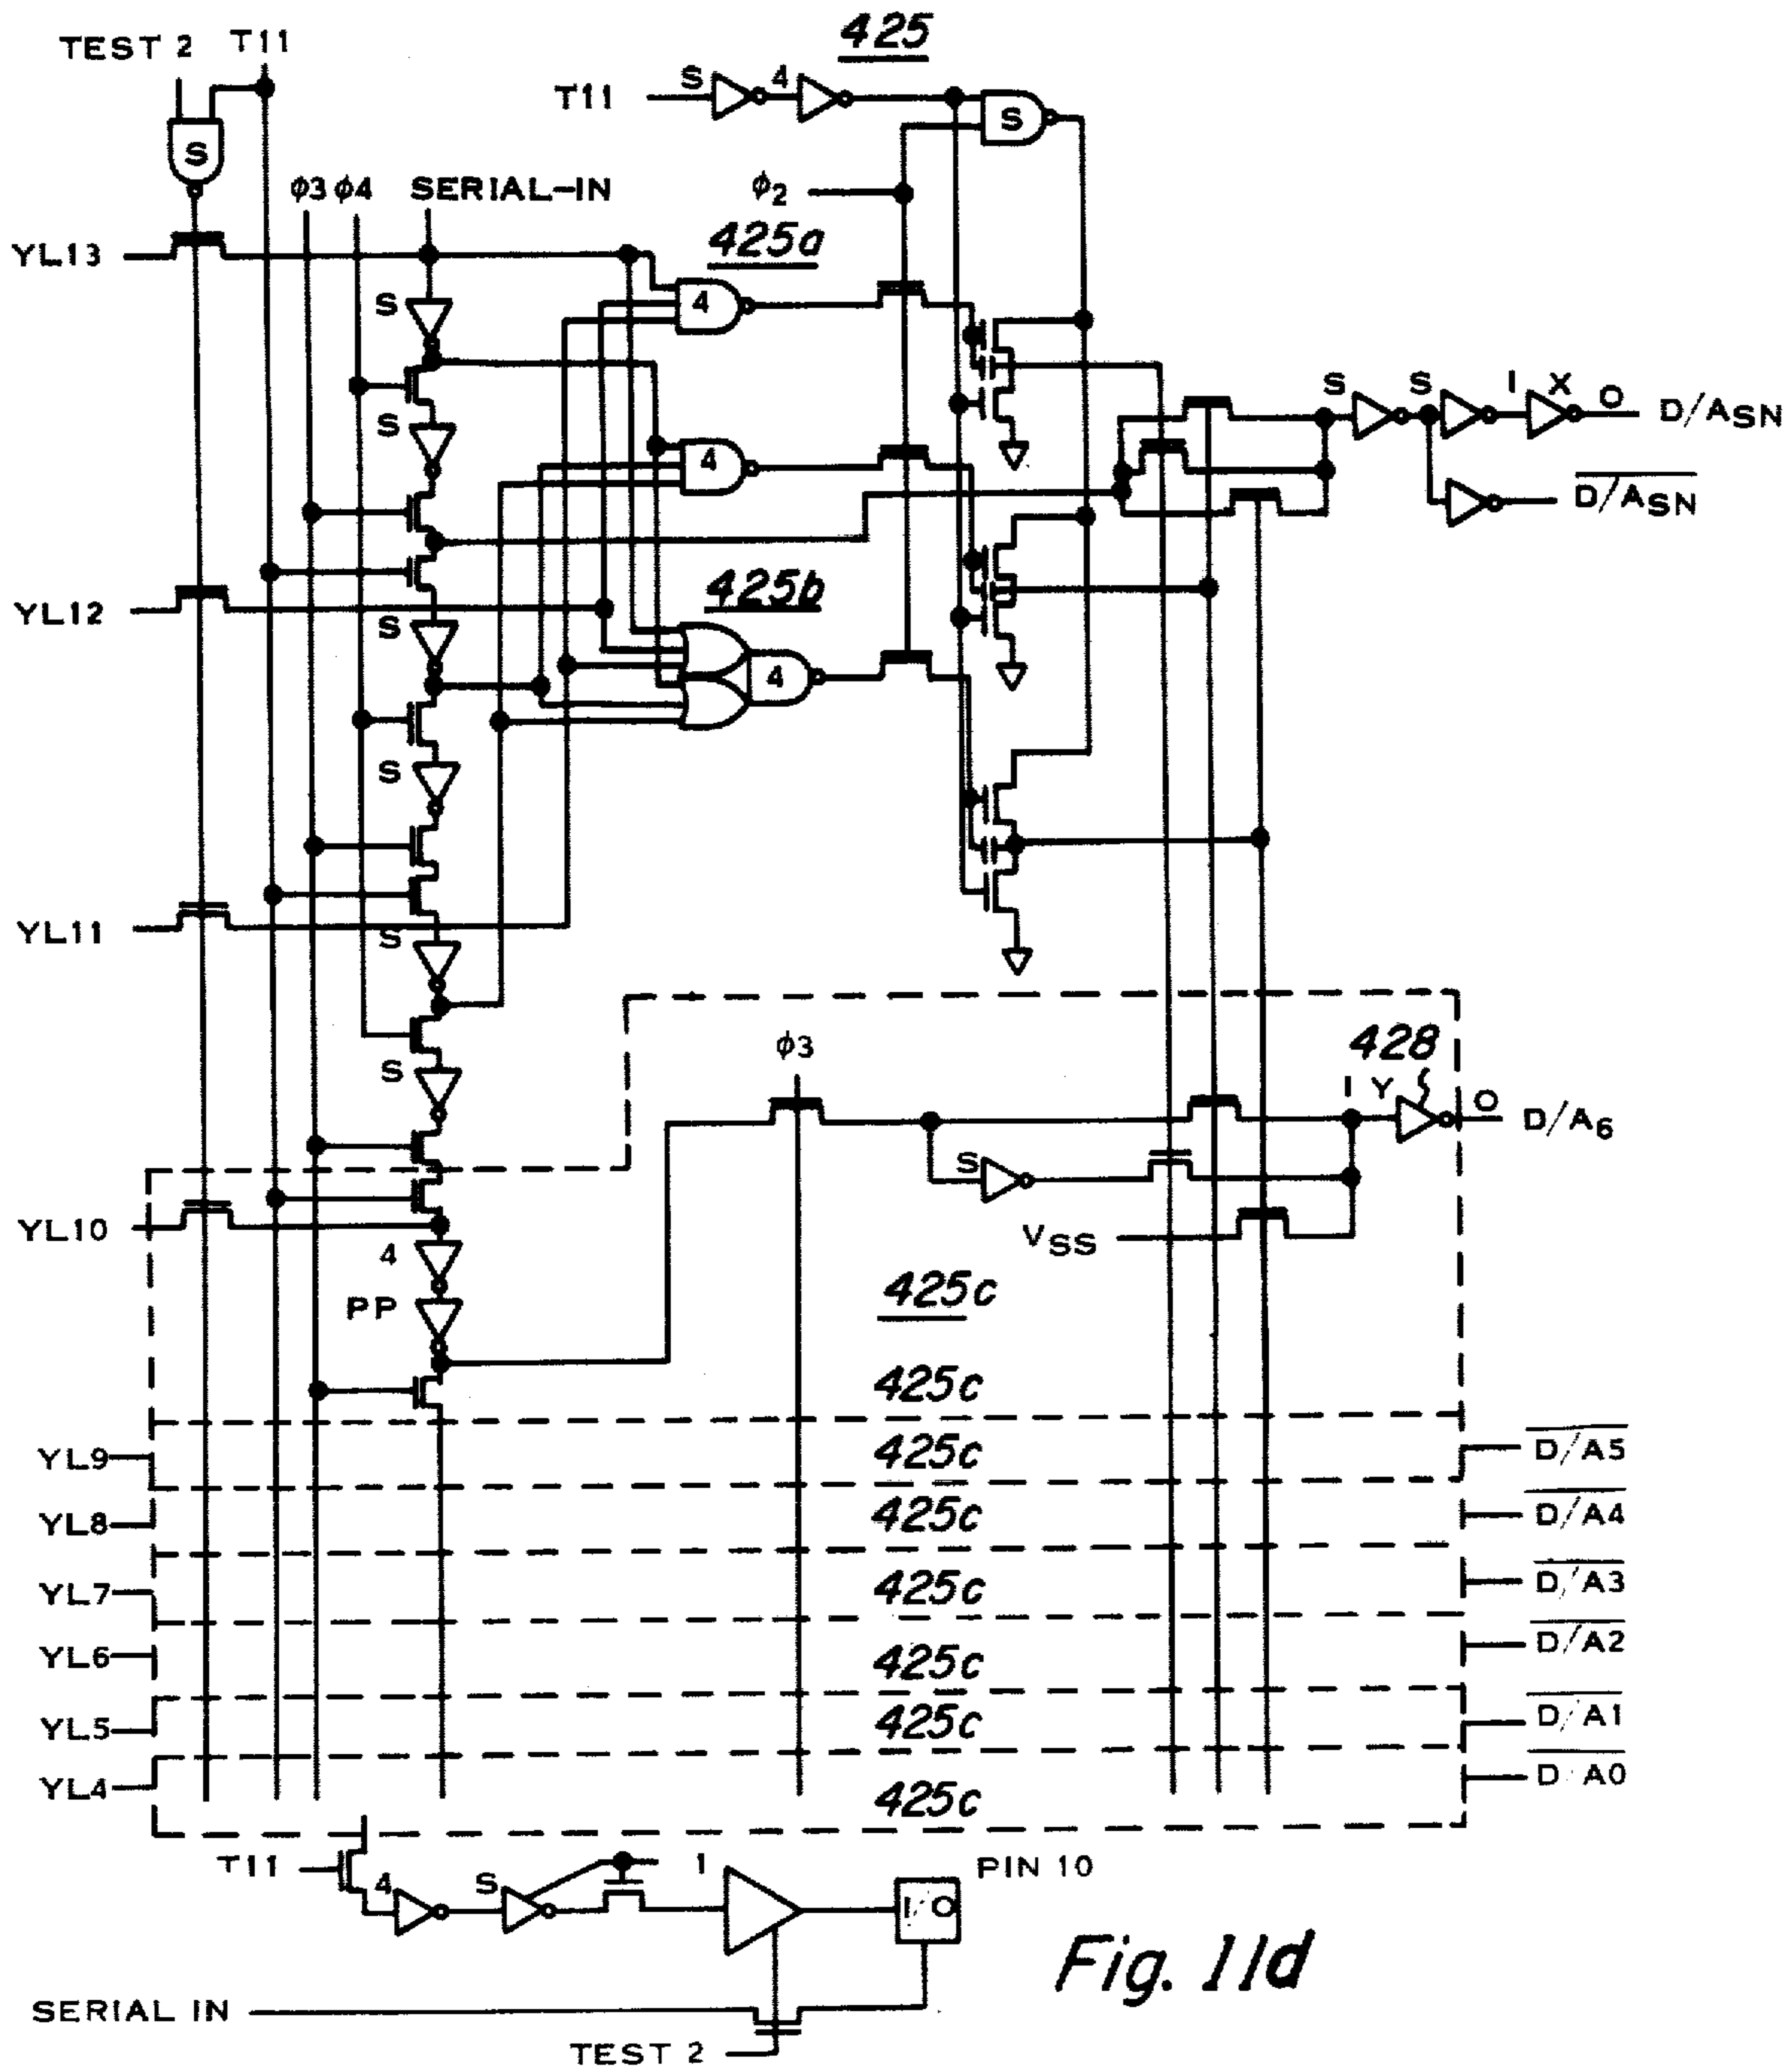 425
TEST 2
T11
T11
S
4
S
S
ϕ3
ϕ4
SERIAL-IN
ϕ2
YL13
425a
S
4
S
4
S
S
1
X
O
D/ASN
D/ASN
YL12
425b
S
4
S
YL11
S
S
ϕ3
428
1
Y
O
D/A6
S
YL10
VSS
4
PP
425c
425c
YL9
425c
D/A5
YL8
425c
D/A4
YL7
425c
D/A3
YL6
425c
D/A2
YL5
425c
D/A1
YL4
425c
D/A0
T11
4
S
1
PIN 10
I/O
Fig. 11d
SERIAL IN
TEST 2